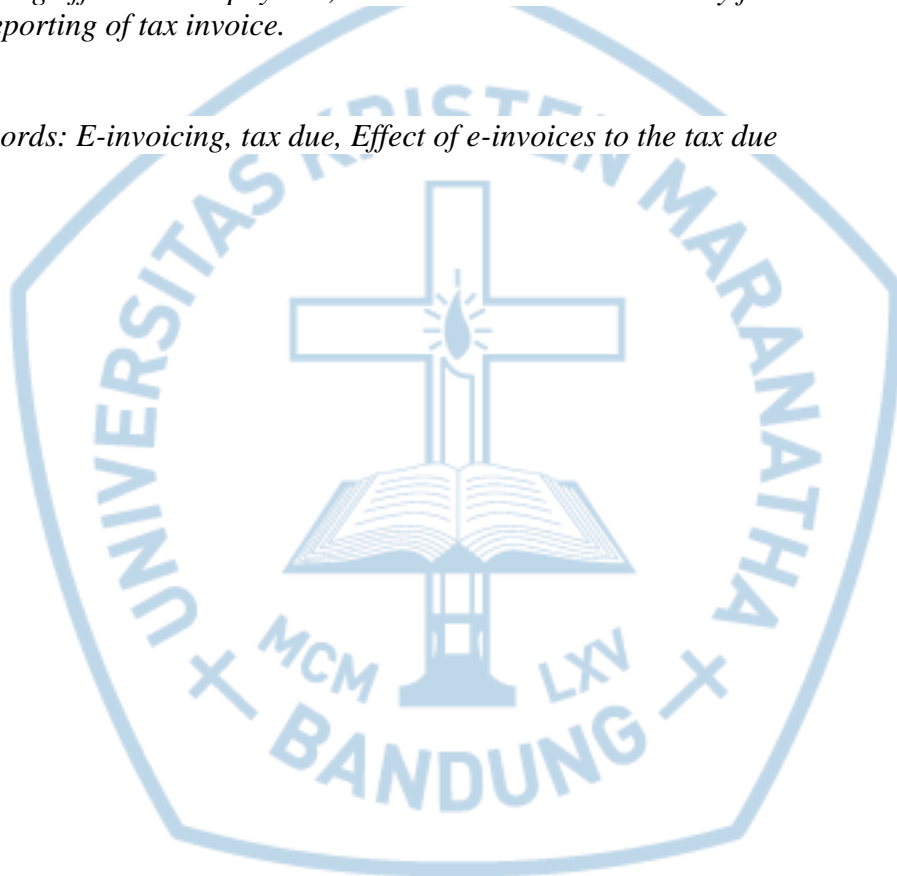 eporting of tax invoice.
ords: E-invoicing, tax due, Effect of e-invoices to the tax due
UNIVERSITAS KRISTEN MARANATHA
MCM LXV
BANDUNG